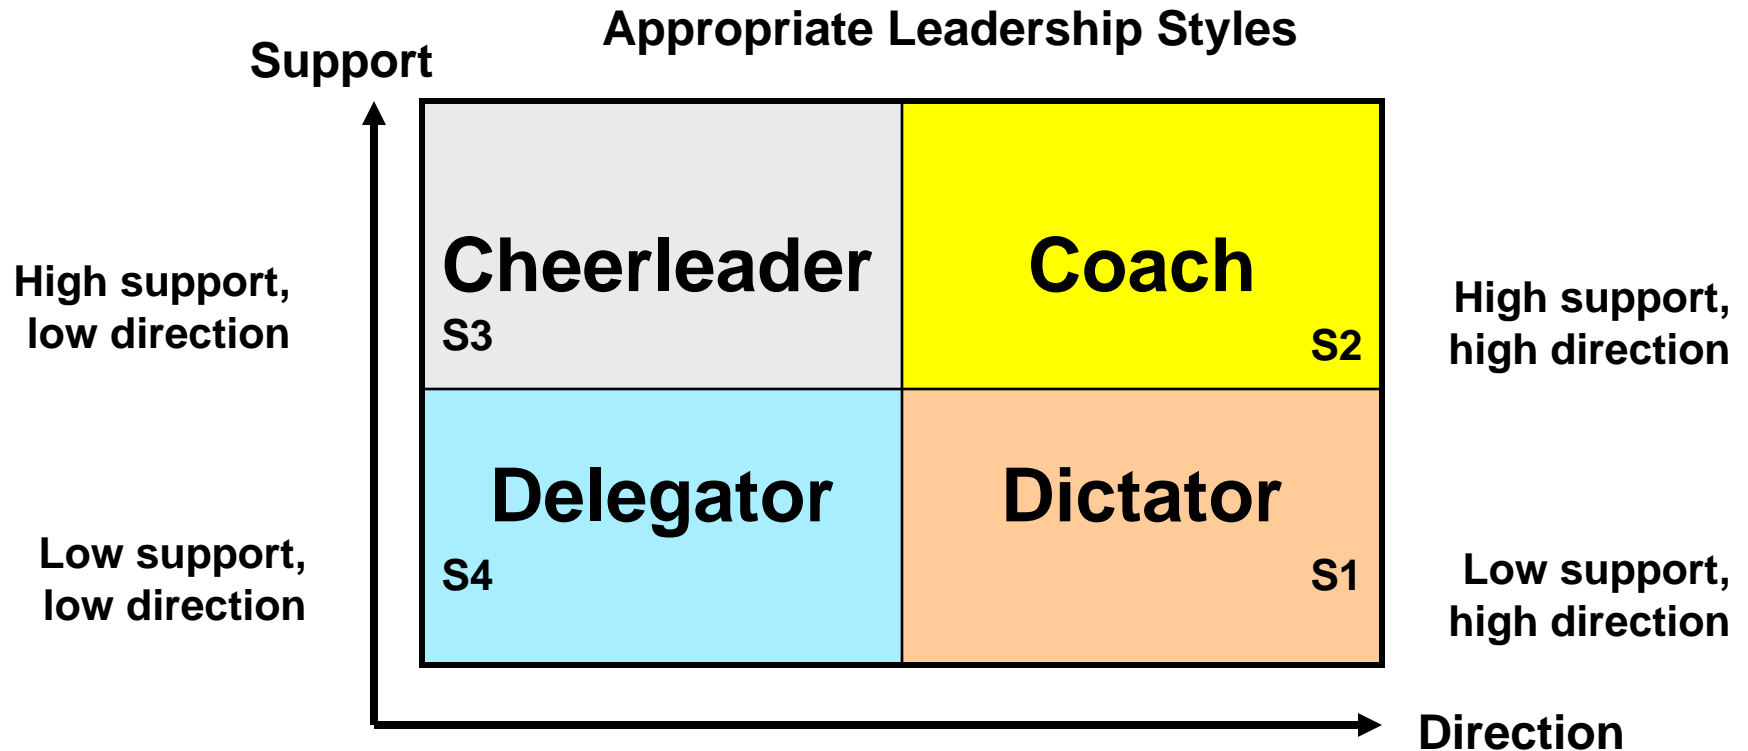 Appropriate Leadership Styles
Support
Cheerleader
S3
Coach
S2
High support,
low direction
High support,
high direction
Delegator
S4
Dictator
S1
Low support,
low direction
Low support,
high direction
Direction